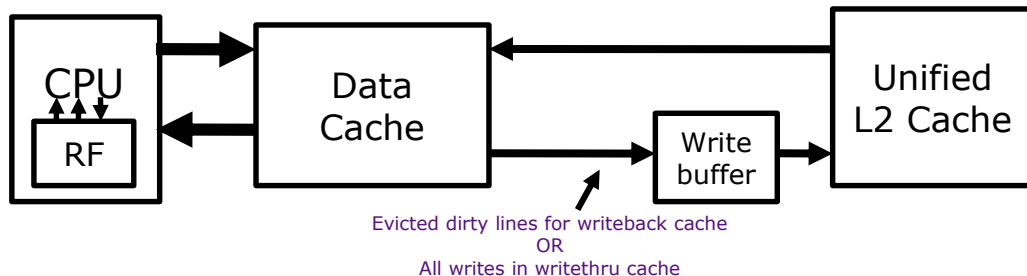 CPU
RF
Data
Cache
Write
buffer
Unified
L2 Cache
Evicted dirty lines for writeback cache
OR
All writes in writethru cache